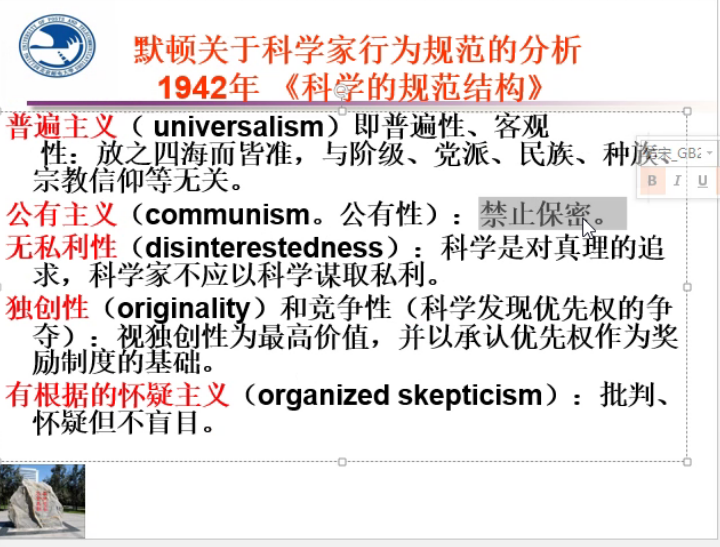 默顿关于科学家行为规范的分析
1942年 《科学的规范结构》
普遍主义（ universalism）即普遍性、客观
性：放之四海而皆准，与阶级、党派、民族、种族、
宗教信仰等无关。
公有主义（communism。公有性）：禁止保密。
无私利性（disinterestedness）：科学是对真理的追
求，科学家不应以科学谋取私利。
独创性（originality）和竞争性（科学发现优先权的争
夺）：视独创性为最高价值，并以承认优先权作为奖
励制度的基础。
有根据的怀疑主义（organized skepticism）：批判、
怀疑但不盲目。
B I U